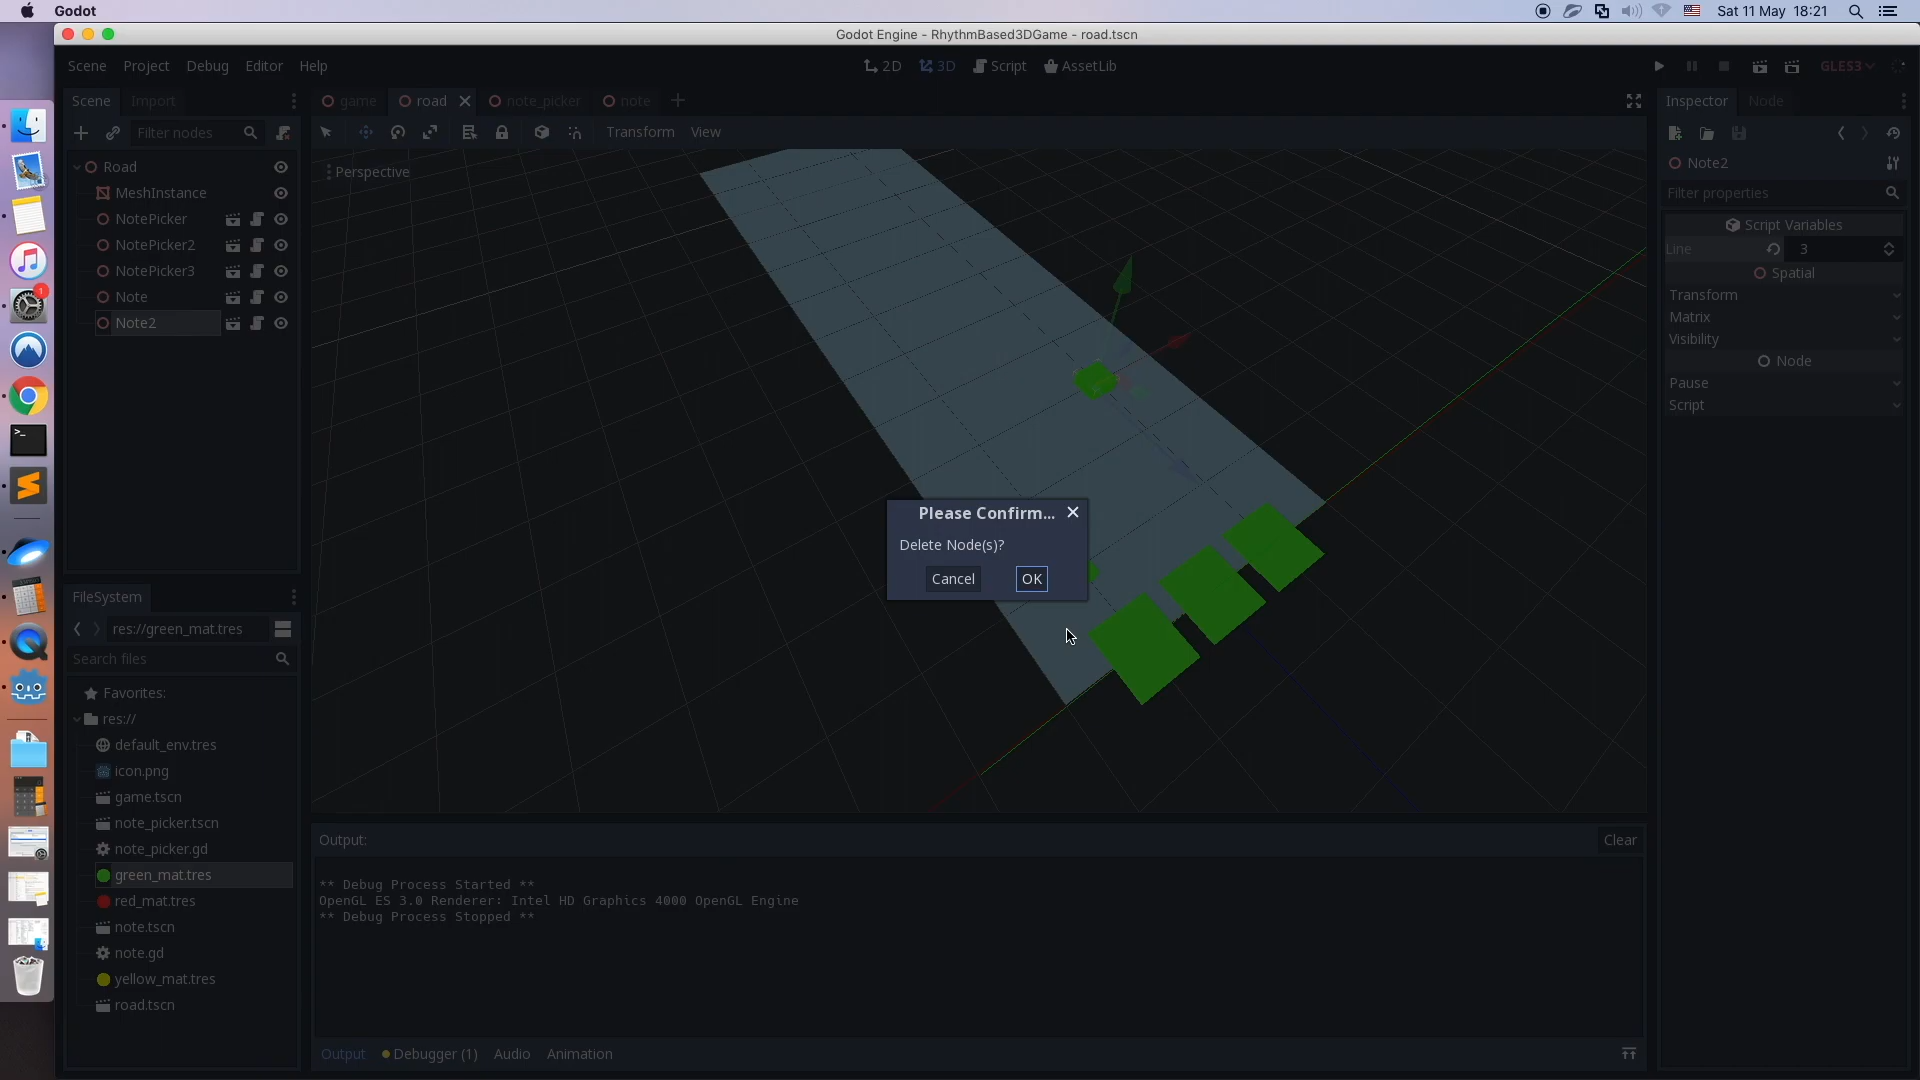 Godot
Sat 11 May 18:21
Godot Engine - RhythmBased3DGame - road.tscn
Scene Project Debug Editor Help
2D 3D Script AssetLib
GLES3
Scene Import
game road note_picker note
Inspector Node
Filter nodes
Transform View
Road
Perspective
Note2
MeshInstance
Filter properties
NotePicker
Script Variables
NotePicker2
Line 3
NotePicker3
Spatial
Note
Transform
Note2
Matrix
Visibility
Node
Pause
Script
Please Confirm...
Delete Node(s)?
Cancel OK
FileSystem
res://green_mat.tres
Search files
Favorites:
res://
default_env.tres
icon.png
game.tscn
note_picker.tscn
note_picker.gd
green_mat.tres
red_mat.tres
note.tscn
note.gd
yellow_mat.tres
road.tscn
Output:
Clear
** Debug Process Started **
OpenGL ES 3.0 Renderer: Intel HD Graphics 4000 OpenGL Engine
** Debug Process Stopped **
Output Debugger (1) Audio Animation